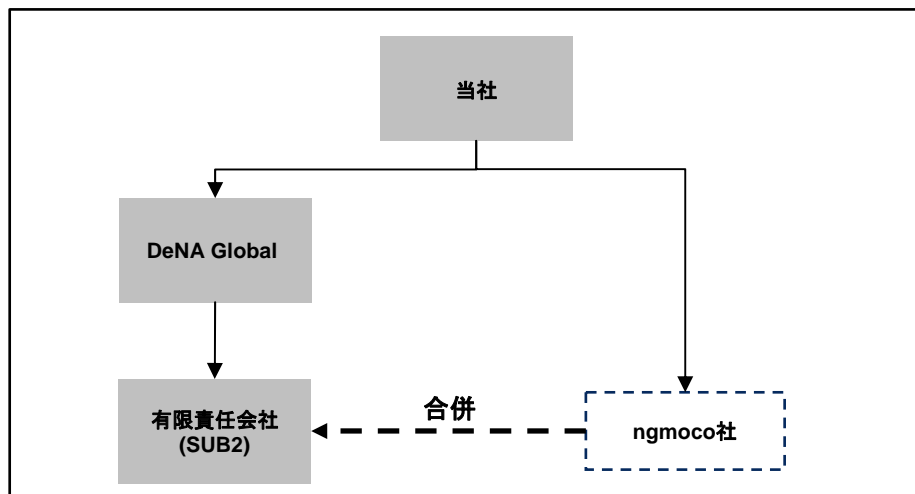 当社
DeNA Global
有限責任会社
(SUB2)
合併
ngmoco社